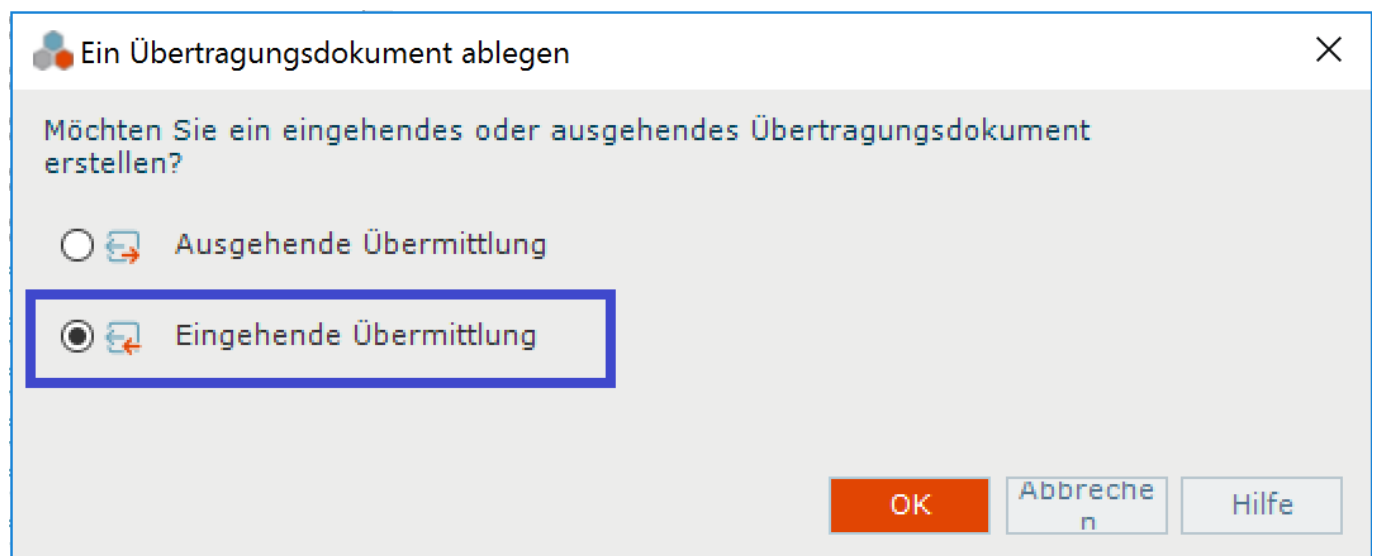 Ein Übertragungsdokument ablegen
Möchten Sie ein eingehendes oder ausgehendes Übertragungsdokument
erstellen?
Ausgehende Übermittlung
Eingehende Übermittlung
OK
Abbreche
n
Hilfe